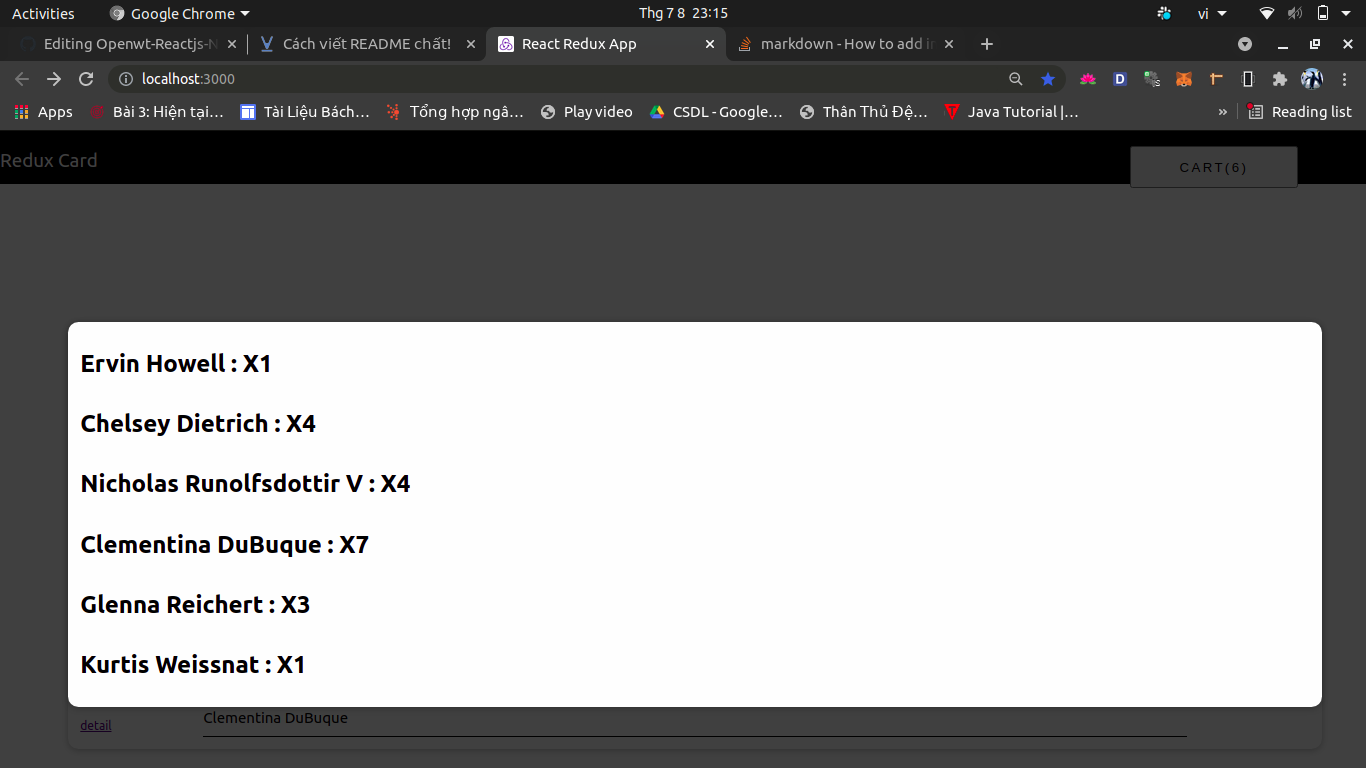 Activities Google Chrome Thg 7 8 23:15 vi
Editing Openwt-Reactjs-N Cách viết README chất! React Redux App markdown - How to add i
localhost:3000
Apps Bài 3: Hiện tại... Tài Liệu Bách... Tổng hợp ngâ... Play video CSDL - Google... Thân Thủ Đệ... Java Tutorial |... » Reading list
Redux Card CART(6)
Ervin Howell : X1
Chelsey Dietrich : X4
Nicholas Runolfsdottir V : X4
Clementina DuBuque : X7
Glenna Reichert : X3
Kurtis Weissnat : X1
detail Clementina DuBuque